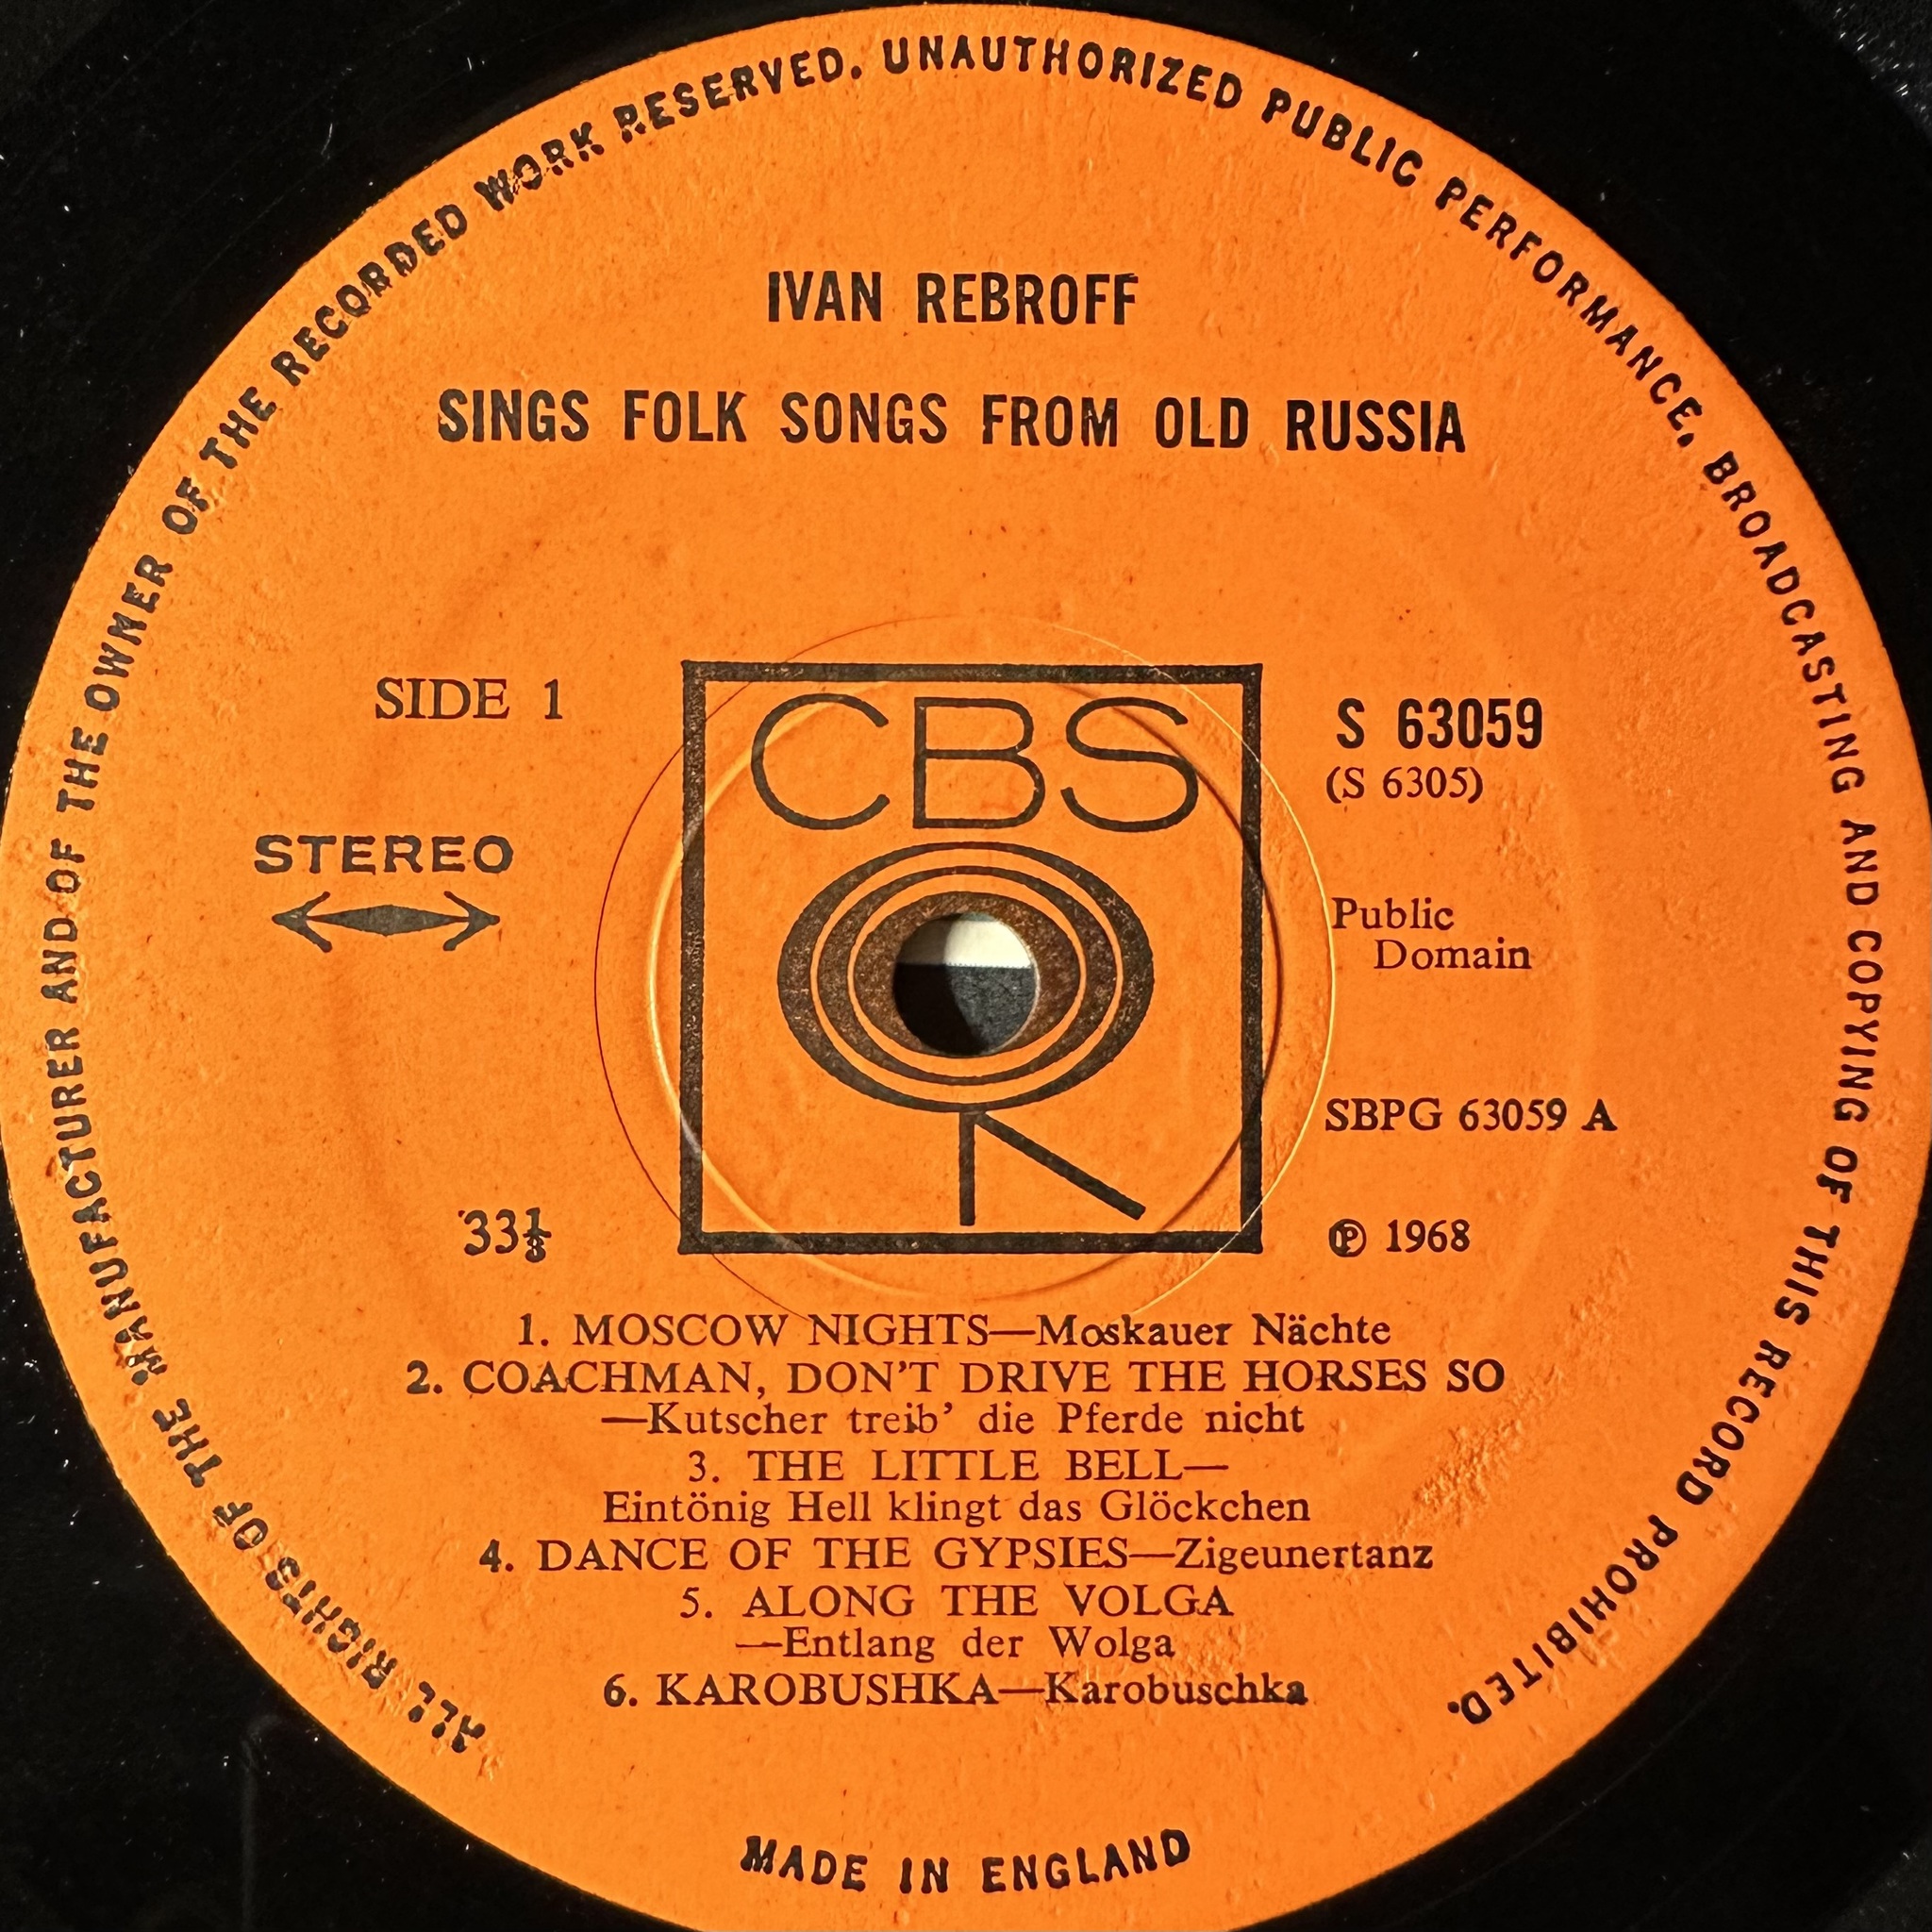 ALL RIGHTS OF THE MANUFACTURER AND OF THE OWNER OF THE RECORDED WORK RESERVED. UNAUTHORIZED PUBLIC PERFORMANCE, BROADCASTING AND COPYING OF THIS RECORD PROHIBITED.
IVAN REBROFF
SINGS FOLK SONGS FROM OLD RUSSIA
SIDE 1
STEREO
33⅓
CBS
S 63059
(S 6305)
Public
Domain
SBPG 63059 A
℗ 1968
1. MOSCOW NIGHTS—Moskauer Nächte
2. COACHMAN, DON'T DRIVE THE HORSES SO
—Kutscher treib' die Pferde nicht
3. THE LITTLE BELL—
Eintönig Hell klingt das Glöckchen
4. DANCE OF THE GYPSIES—Zigeunertanz
5. ALONG THE VOLGA
—Entlang der Wolga
6. KAROBUSHKA—Karobuschka
MADE IN ENGLAND